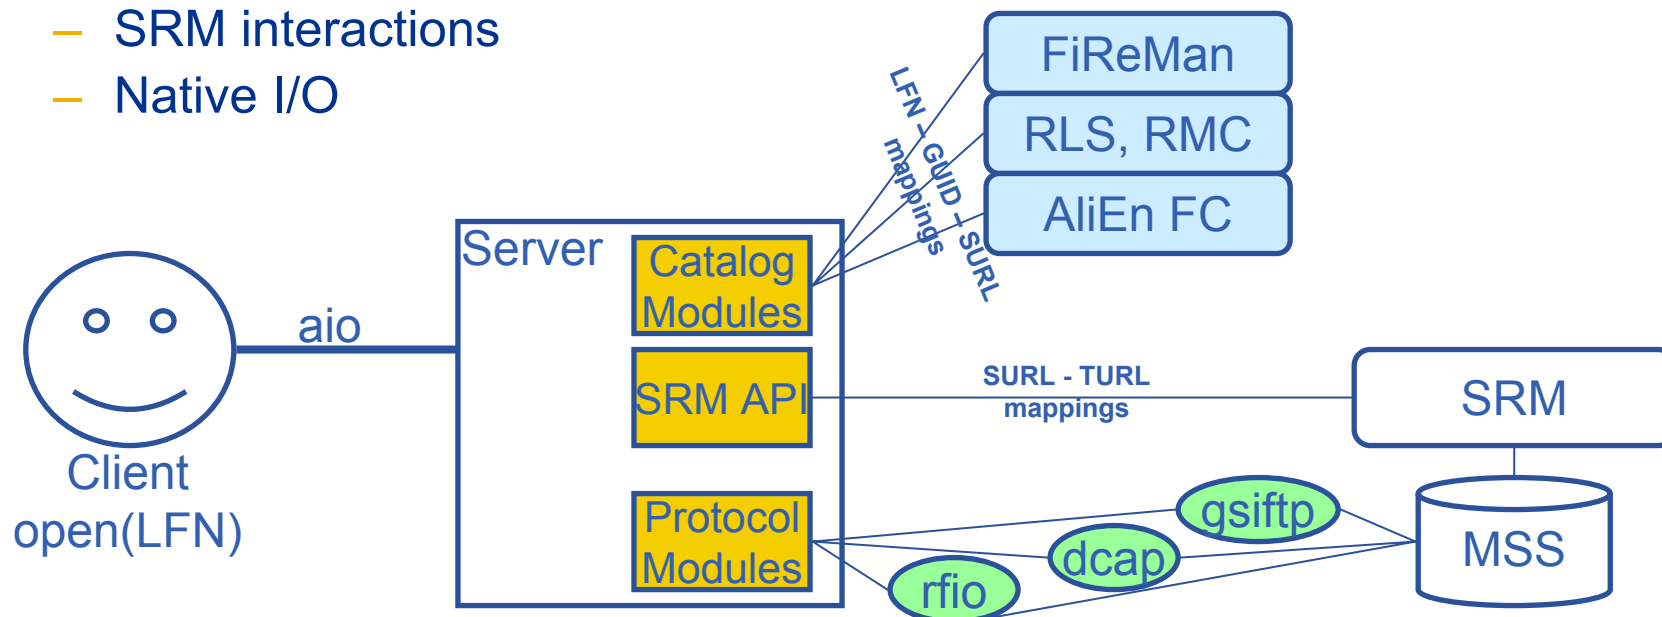 – SRM interactions
– Native I/O
FiReMan
RLS, RMC
AliEn FC
LFN – GUID – SURL
mappings
Server
Catalog
Modules
aio
SRM API
SURL - TURL
mappings
SRM
Client
open(LFN)
Protocol
Modules
gsiftp
dcap
rfio
MSS